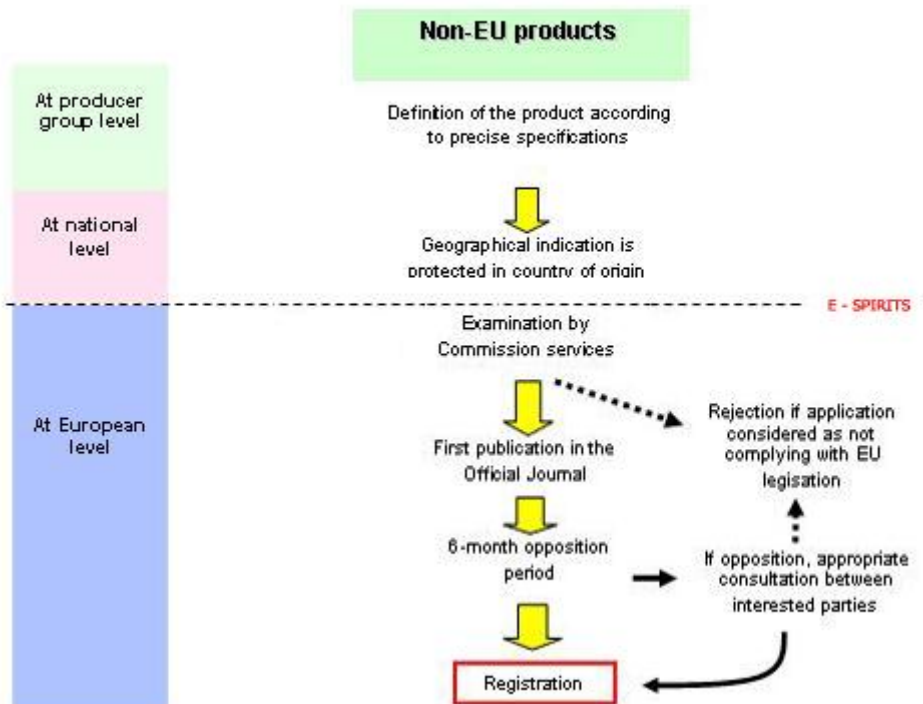 Non-EU products
At producer
group level
Definition of the product according
to precise specifications
At national
level
Geographical indication is
protected in country of origin
E - SPIRITS
Examination by
Commission services
At European
level
Rejection if application
considered as not
complying with EU
legisation
First publication in the
Official Journal
6-month opposition
period
If opposition, appropriate
consultation between
interested parties
Registration